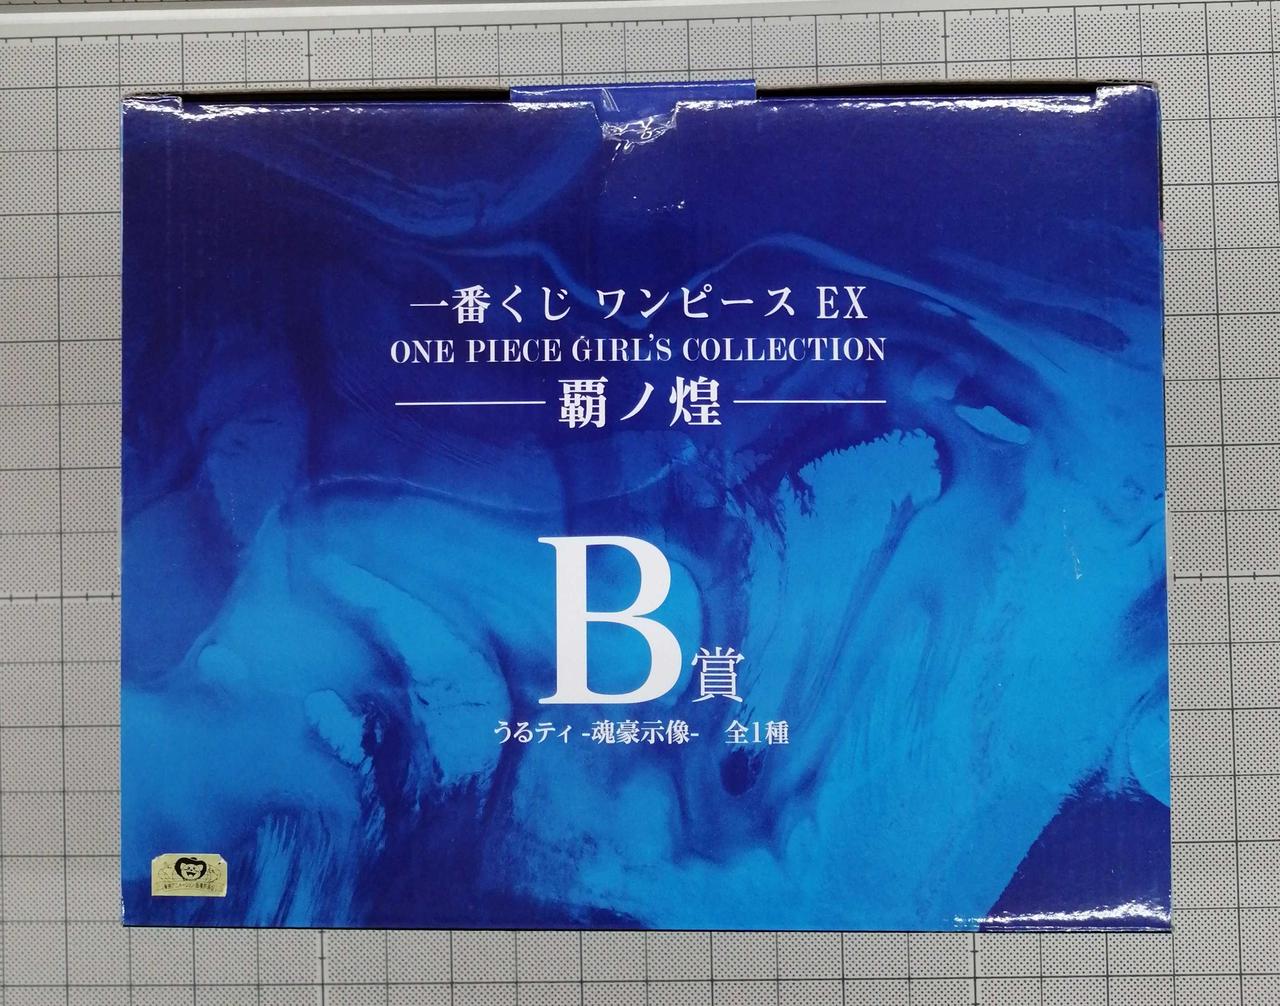 一番くじ ワンピース EX
ONE PIECE GIRL'S COLLECTION
覇ノ煌
B賞
うるティ -魂豪示像- 全1種